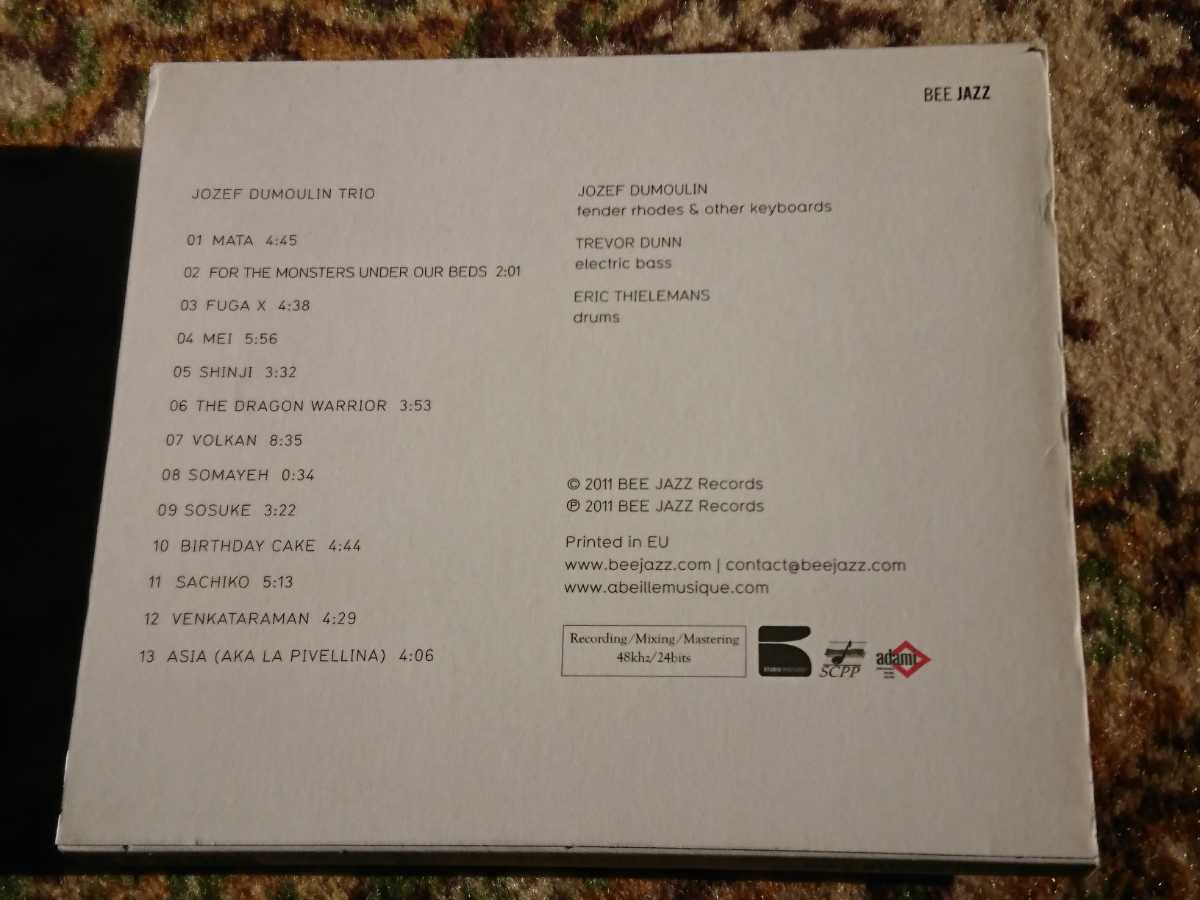 BEE JAZZ
JOZEF DUMOULIN TRIO
01 MATA 4:45
02 FOR THE MONSTERS UNDER OUR BEDS 2:01
03 FUGA X 4:38
04 MEI 5:56
05 SHINJI 3:32
06 THE DRAGON WARRIOR 3:53
07 VOLKAN 8:35
08 SOMAYEH 0:34
09 SOSUKE 3:22
10 BIRTHDAY CAKE 4:44
11 SACHIKO 5:13
12 VENKATARAMAN 4:29
13 ASIA (AKA LA PIVELLINA) 4:06
JOZEF DUMOULIN
fender rhodes & other keyboards
TREVOR DUNN
electric bass
ERIC THIELEMANS
drums
© 2011 BEE JAZZ Records
℗ 2011 BEE JAZZ Records
Printed in EU
www.beejazz.com | contact@beejazz.com
www.abeillemusique.com
Recording/Mixing/Mastering
48khz/24bits
STUDIO
SCPP
adami